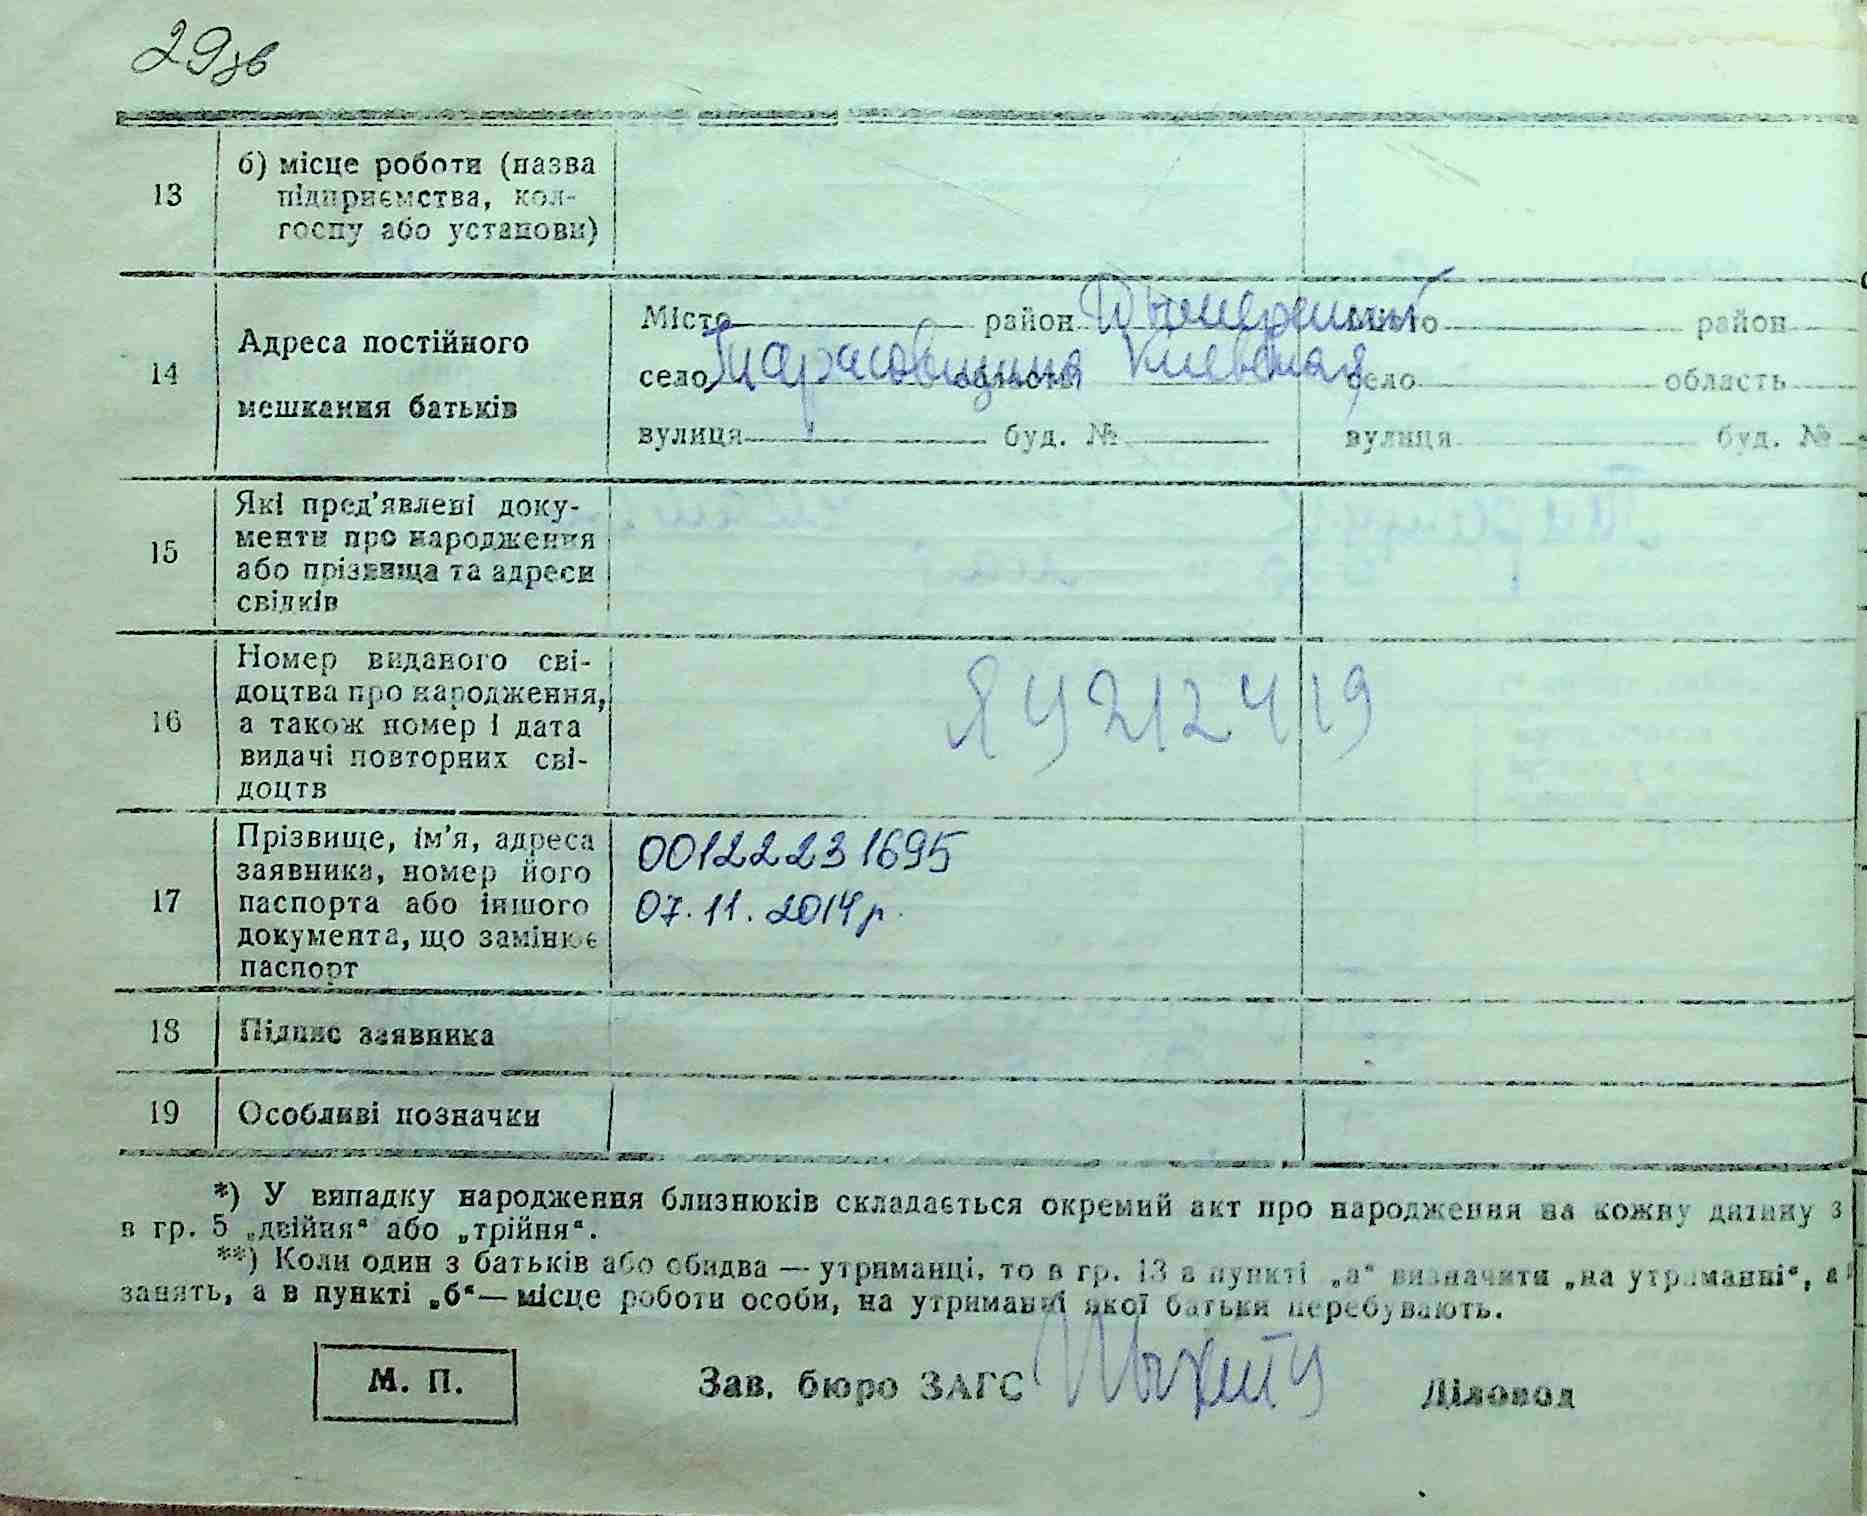 29 зв
13 б) місце роботи (назва
підприємства, кол-
госпу або установи)
14 Адреса постійного
мешкання батьків
Місто район Дымерский Місто район
село Тарасовщина область Киевская село область
вулиця буд. № вулиця буд. №
15 Які пред’явлені доку-
менти про народження
або прізвища та адреси
свідків
16 Номер виданого сві-
доцтва про народження,
а також номер і дата
видачі повторних сві-
доцтв
ЯЧ 212419
17 Прізвище, ім’я, адреса
заявника, номер його
паспорта або іншого
документа, що замінює
паспорт
00122231695
07.11.2014р.
18 Підпис заявника
19 Особливі позначки
*) У випадку народження близнюків складається окремий акт про народження на кожну дитину з
в гр. 5 „двійня“ або „трійня“.
**) Коли один з батьків або обидва — утриманці, то в гр. 13 в пункті „а“ визначити „на утриманні“, а
занять, а в пункті „б“ — місце роботи особи, на утриманні якої батьки перебувають.
М. П.
Зав. бюро ЗАГС Діловод